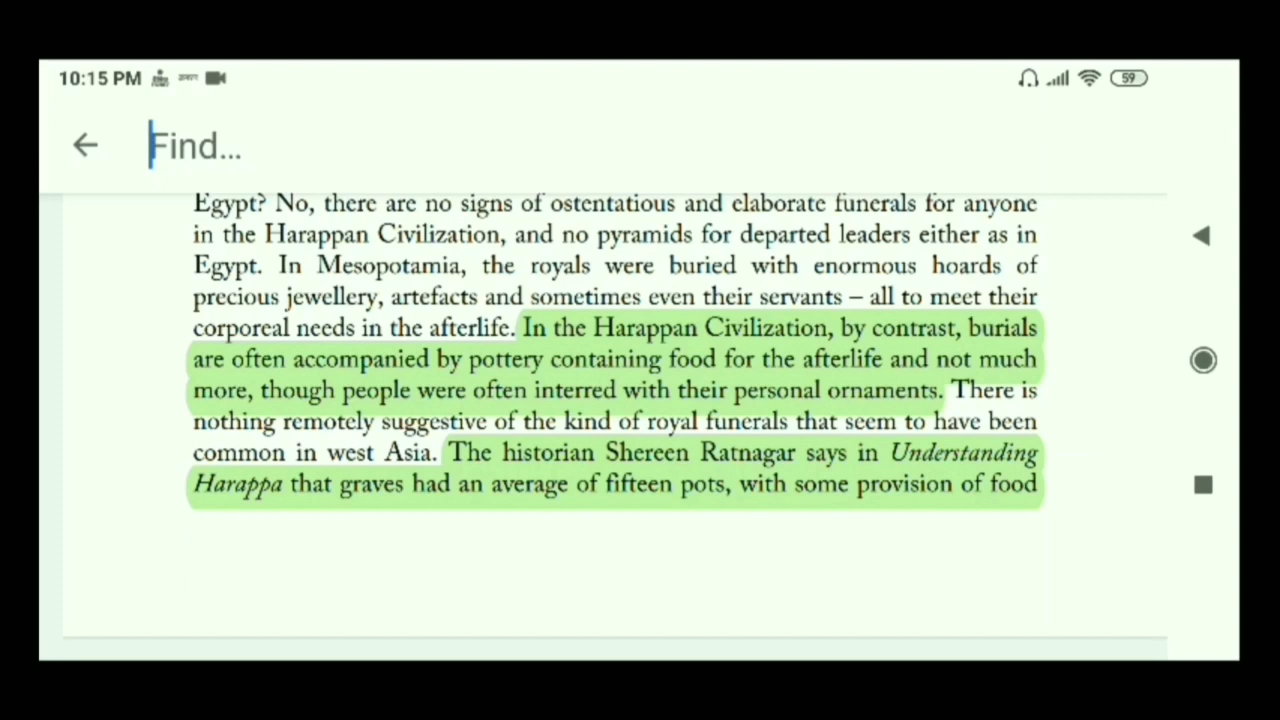 10:15 PM
59
Find...
Egypt? No, there are no signs of ostentatious and elaborate funerals for anyone
in the Harappan Civilization, and no pyramids for departed leaders either as in
Egypt. In Mesopotamia, the royals were buried with enormous hoards of
precious jewellery, artefacts and sometimes even their servants – all to meet their
corporeal needs in the afterlife. In the Harappan Civilization, by contrast, burials
are often accompanied by pottery containing food for the afterlife and not much
more, though people were often interred with their personal ornaments. There is
nothing remotely suggestive of the kind of royal funerals that seem to have been
common in west Asia. The historian Shereen Ratnagar says in Understanding
Harappa that graves had an average of fifteen pots, with some provision of food